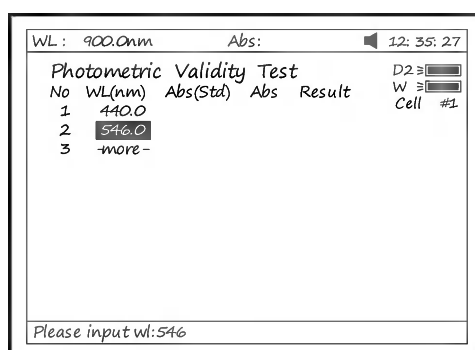 WL: 900.0nm Abs: 12:35:27
Photometric Validity Test D2
No WL(nm) Abs(Std) Abs Result W
1 440.0 Cell #1
2 546.0
3 -more-
Please input wl:546